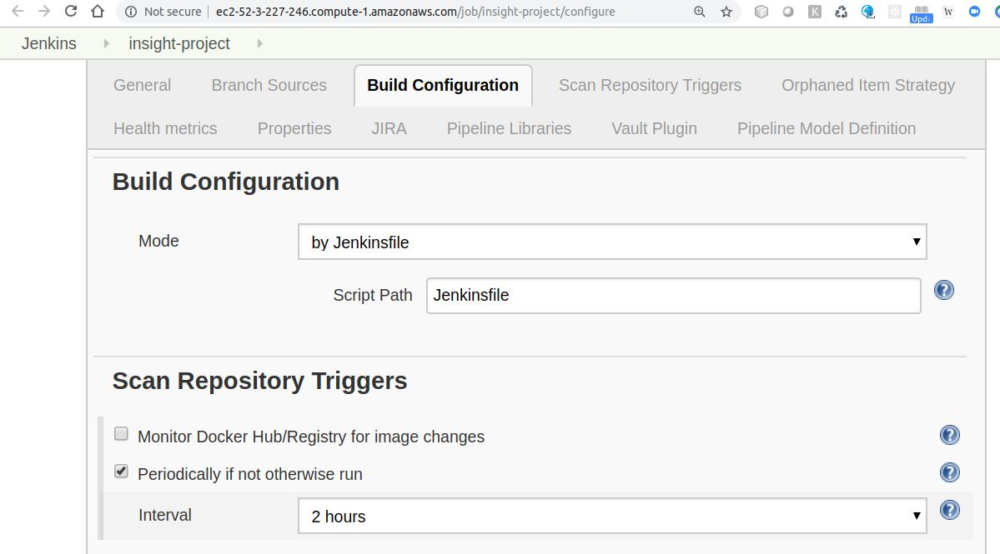 Not secure ec2-52-3-227-246.compute-1.amazonaws.com/job/insight-project/configure K Upd. W
Jenkins insight-project
General Branch Sources Build Configuration Scan Repository Triggers Orphaned Item Strategy
Health metrics Properties JIRA Pipeline Libraries Vault Plugin Pipeline Model Definition
Build Configuration
Mode by Jenkinsfile
Script Path Jenkinsfile
Scan Repository Triggers
Monitor Docker Hub/Registry for image changes
Periodically if not otherwise run
Interval 2 hours